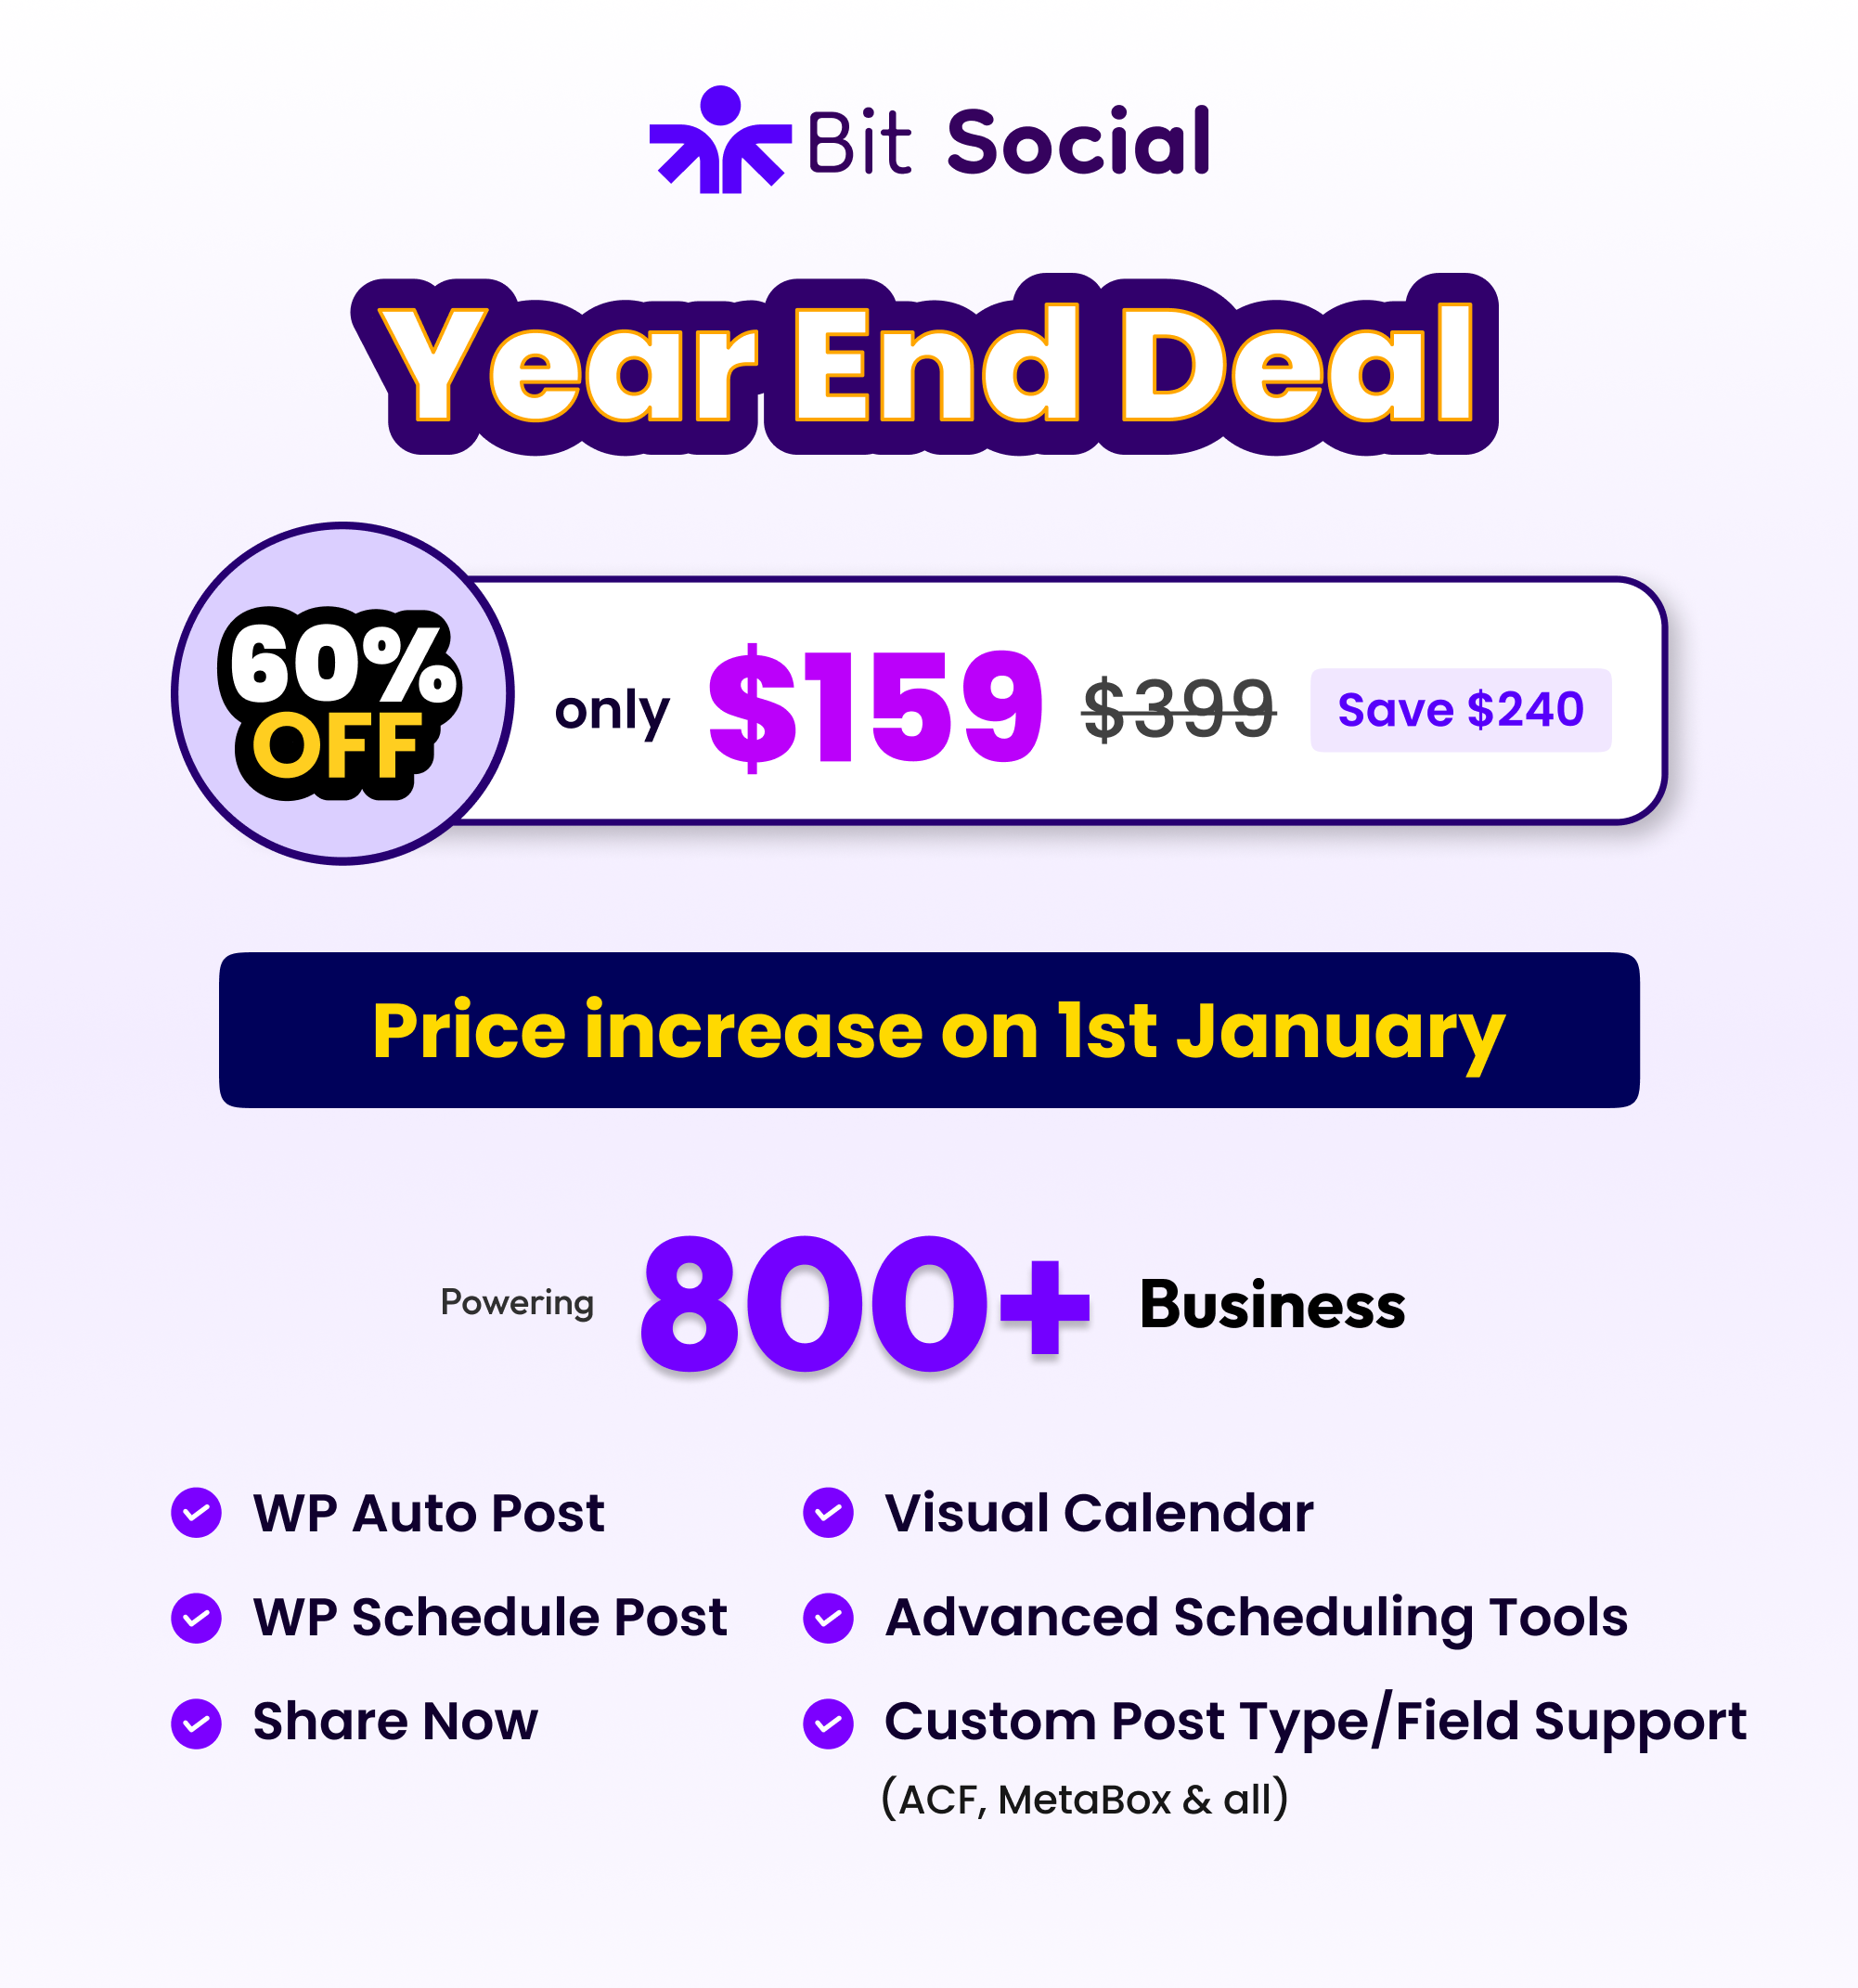 Bit Social
Year End Deal
60%
OFF
only $159 $399 Save $240
Price increase on 1st January
Powering 800+ Business
WP Auto Post
WP Schedule Post
Share Now
Visual Calendar
Advanced Scheduling Tools
Custom Post Type/Field Support
(ACF, MetaBox & all)